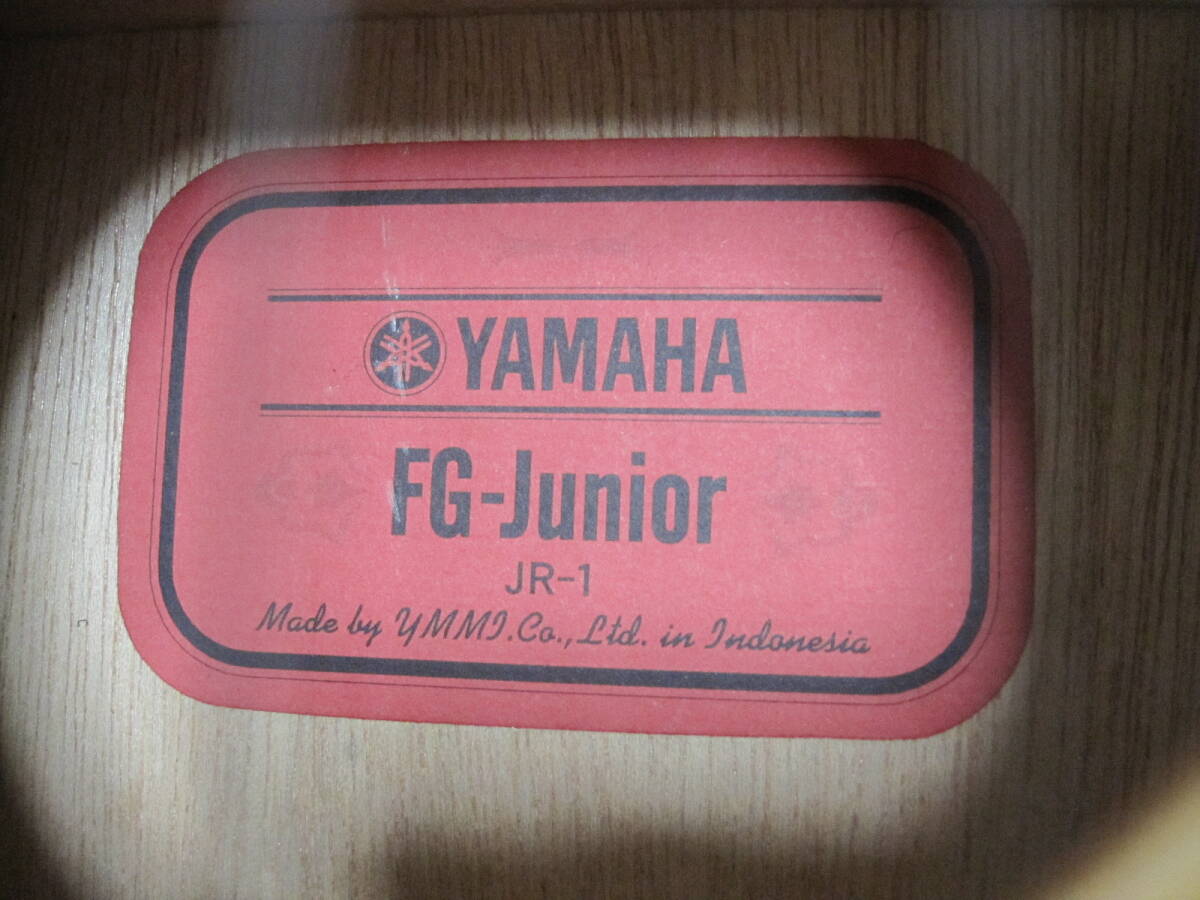 YAMAHA
FG-Junior
JR-1
Made by YMMI.Co.,Ltd. in Indonesia